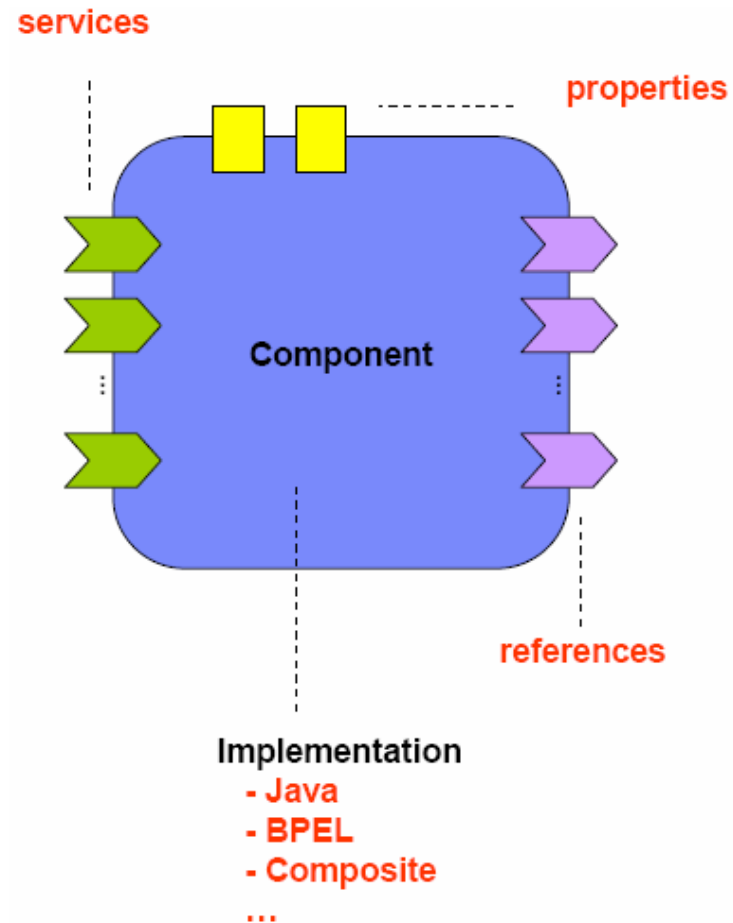 services
properties
Component
...
...
references
Implementation
- Java
- BPEL
- Composite
...